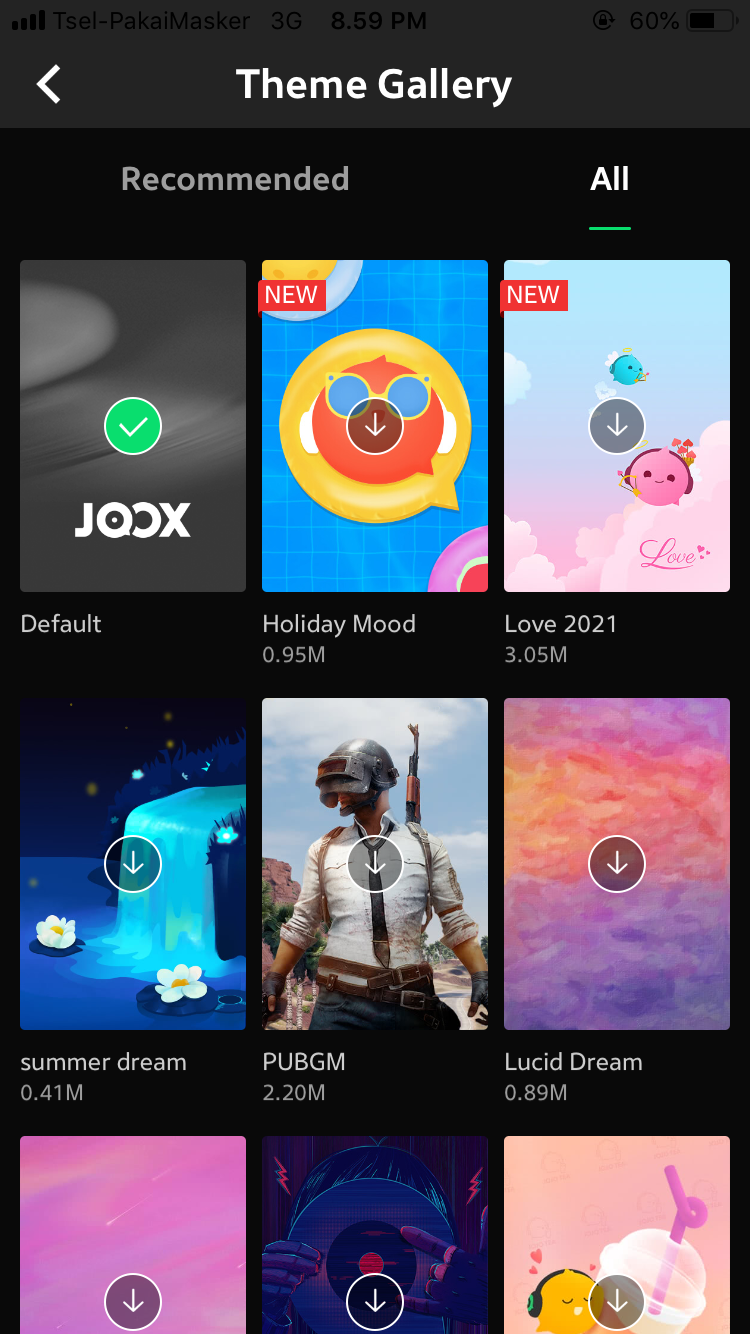 Tsel-PakaiMasker 3G 8.59 PM 60%
Theme Gallery
Recommended All
NEW NEW
JOOX
Love
Default Holiday Mood Love 2021
0.95M 3.05M
summer dream PUBGM Lucid Dream
0.41M 2.20M 0.89M